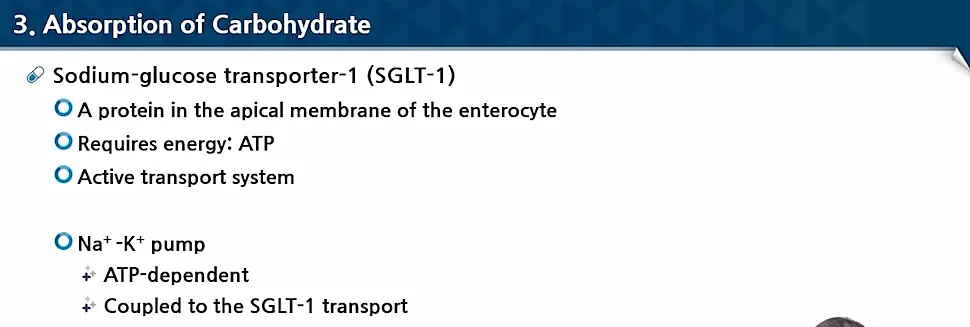 3. Absorption of Carbohydrate
Sodium-glucose transporter-1 (SGLT-1)
A protein in the apical membrane of the enterocyte
Requires energy: ATP
Active transport system
Na⁺ -K⁺ pump
ATP-dependent
Coupled to the SGLT-1 transport